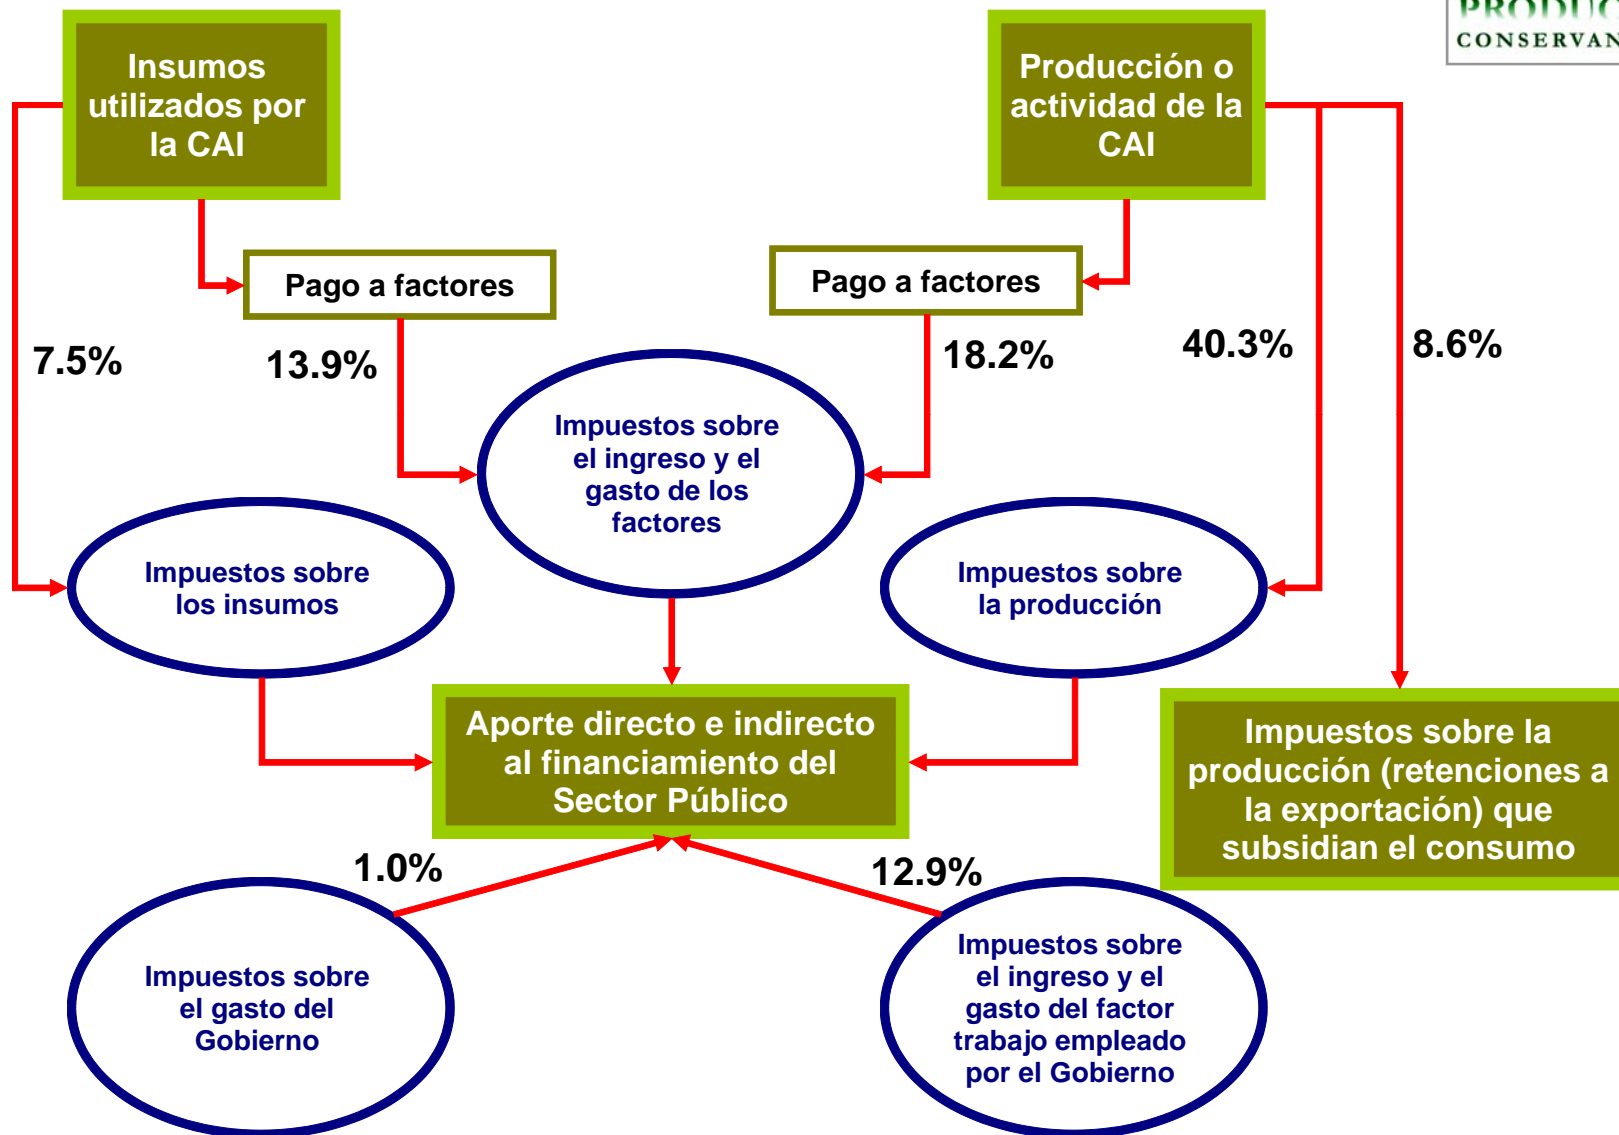 PRODUC
CONSERVAN
Insumos
utilizados por
la CAI
Producción o
actividad de la
CAI
Pago a factores
Pago a factores
7.5%
13.9%
18.2%
40.3%
8.6%
Impuestos sobre
el ingreso y el
gasto de los
factores
Impuestos sobre
los insumos
Impuestos sobre
la producción
Aporte directo e indirecto
al financiamiento del
Sector Público
Impuestos sobre la
producción (retenciones a
la exportación) que
subsidian el consumo
1.0%
12.9%
Impuestos sobre
el gasto del
Gobierno
Impuestos sobre
el ingreso y el
gasto del factor
trabajo empleado
por el Gobierno